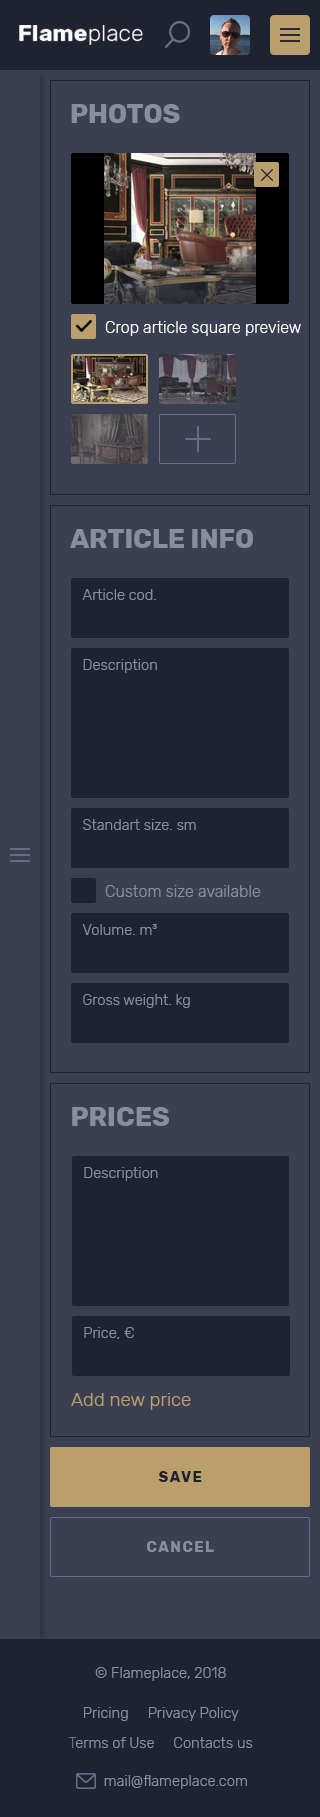 Flameplace
PHOTOS
Crop article square preview
ARTICLE INFO
Article cod.
Description
Standart size. sm
Custom size available
Volume. m³
Gross weight. kg
PRICES
Description
Price, €
Add new price
SAVE
CANCEL
© Flameplace, 2018
Pricing Privacy Policy
Terms of Use Contacts us
mail@flameplace.com